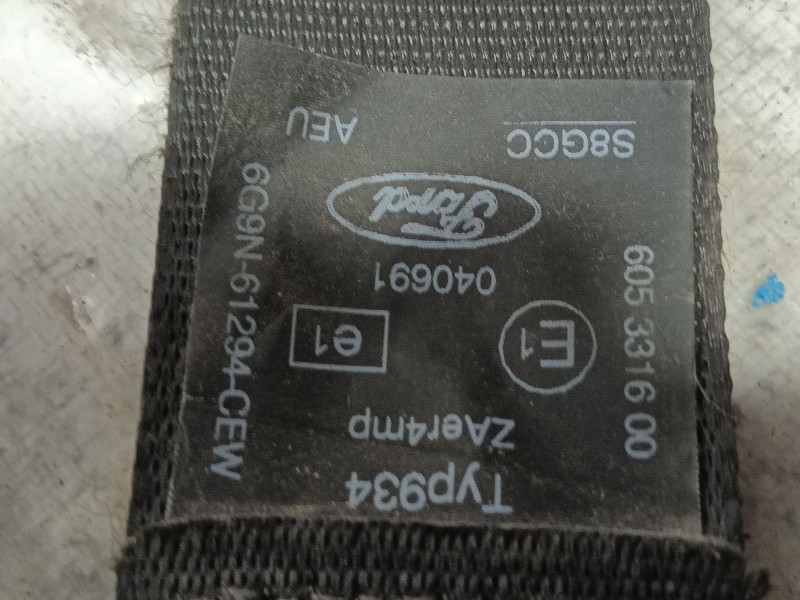 Typ934
ZAer4mp
E1
e1
040691
Ford
S8GCC
AEU
605 3316 00
6G9N-61294-CEW